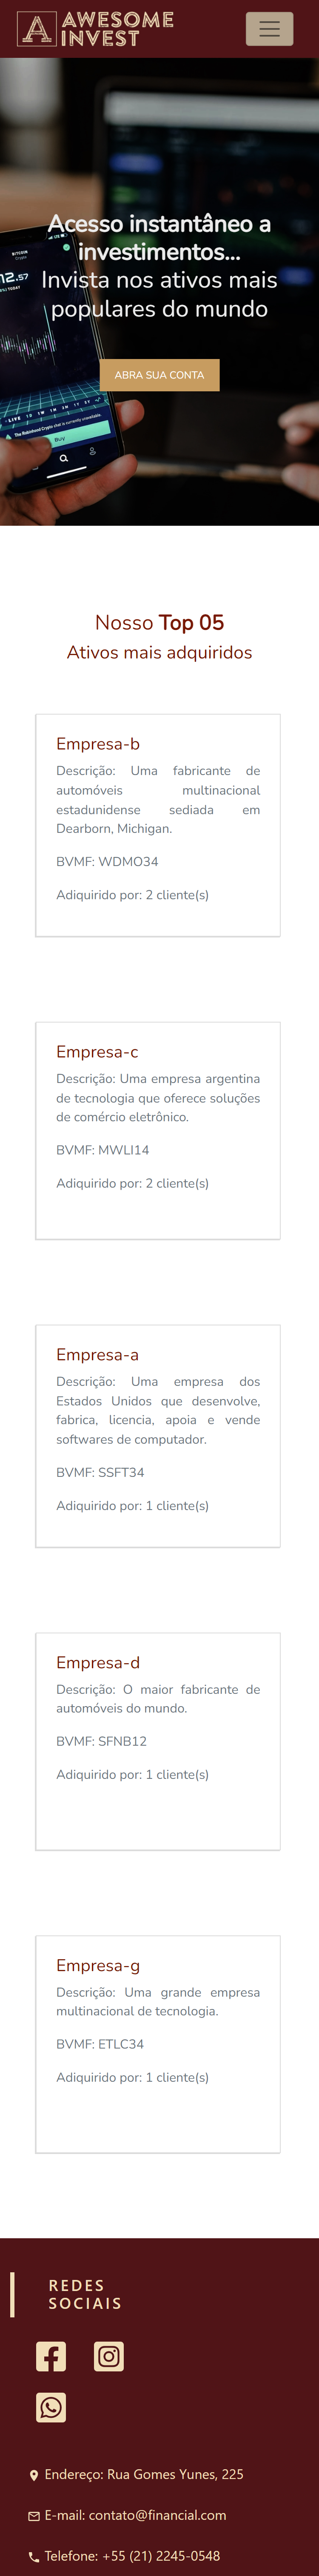 A AWESOME
INVEST
Acesso instantâneo a
investimentos...
Invista nos ativos mais
populares do mundo
BITCOIN
Crypto
12.57
TODAY
Buy
ABRA SUA CONTA
Nosso Top 05
Ativos mais adquiridos
Empresa-b
Descrição: Uma fabricante de
automóveis multinacional
estadunidense sediada em
Dearborn, Michigan.
BVMF: WDMO34
Adiquirido por: 2 cliente(s)
Empresa-c
Descrição: Uma empresa argentina
de tecnologia que oferece soluções
de comércio eletrônico.
BVMF: MWLI14
Adiquirido por: 2 cliente(s)
Empresa-a
Descrição: Uma empresa dos
Estados Unidos que desenvolve,
fabrica, licencia, apoia e vende
softwares de computador.
BVMF: SSFT34
Adiquirido por: 1 cliente(s)
Empresa-d
Descrição: O maior fabricante de
automóveis do mundo.
BVMF: SFNB12
Adiquirido por: 1 cliente(s)
Empresa-g
Descrição: Uma grande empresa
multinacional de tecnologia.
BVMF: ETLC34
Adiquirido por: 1 cliente(s)
REDES
SOCIAIS
Endereço: Rua Gomes Yunes, 225
E-mail: contato@financial.com
Telefone: +55 (21) 2245-0548